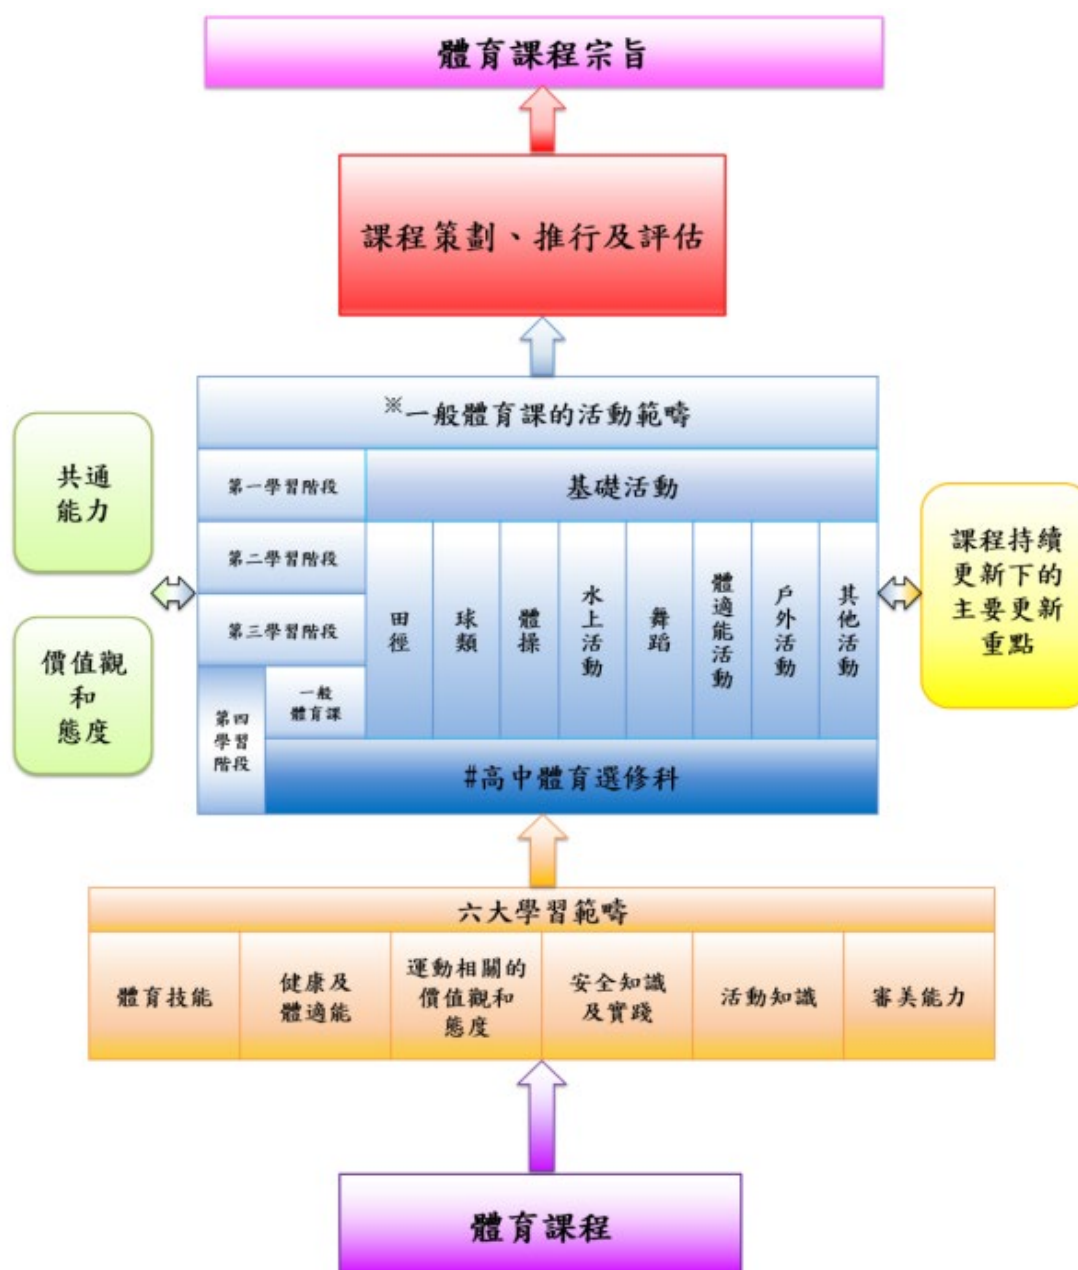 體育課程宗旨
課程策劃、推行及評估
※一般體育課的活動範疇
共通
能力
價值觀
和
態度
第一學習階段
基礎活動
第二學習階段
第三學習階段
第四
學習
階段
一般
體育課
田徑
球類
體操
水上活動
舞蹈
體適能活動
戶外活動
其他活動
#高中體育選修科
課程持續
更新下的
主要更新
重點
六大學習範疇
體育技能
健康及
體適能
運動相關的
價值觀和
態度
安全知識
及實踐
活動知識
審美能力
體育課程